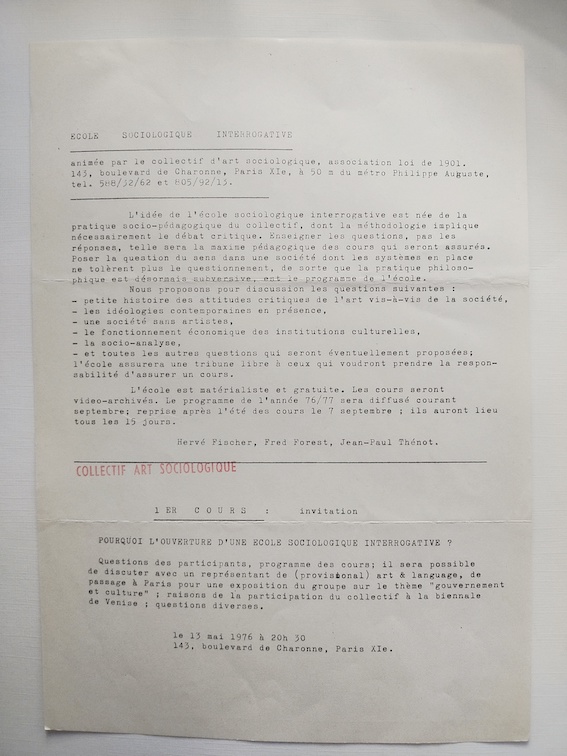 ECOLE SOCIOLOGIQUE INTERROGATIVE
animée par le collectif d'art sociologique, association loi de 1901.
143, boulevard de Charonne, Paris XIe, à 50 m du métro Philippe Auguste,
tel. 588/32/62 et 805/92/13.
L'idée de l'école sociologique interrogative est née de la
pratique socio-pédagogique du collectif, dont la méthodologie implique
nécessairement le débat critique. Enseigner les questions, pas les
réponses, telle sera la maxime pédagogique des cours qui seront assurés.
Poser la question du sens dans une société dont les systèmes en place
ne tolèrent plus le questionnement, de sorte que la pratique philoso-
phique est désormais subversive, est le programme de l'école.
Nous proposons pour discussion les questions suivantes :
- petite histoire des attitudes critiques de l'art vis-à-vis de la société,
- les idéologies contemporaines en présence,
- une société sans artistes,
- le fonctionnement économique des institutions culturelles,
- la socio-analyse,
- et toutes les autres questions qui seront éventuellement proposées;
l'école assurera une tribune libre à ceux qui voudront prendre la respon-
sabilité d'assurer un cours.
L'école est matérialiste et gratuite. Les cours seront
video-archivés. Le programme de l'année 76/77 sera diffusé courant
septembre; reprise après l'été des cours le 7 septembre ; ils auront lieu
tous les 15 jours.
Hervé Fischer, Fred Forest, Jean-Paul Thénot.
COLLECTIF ART SOCIOLOGIQUE
1ER COURS : invitation
POURQUOI L'OUVERTURE D'UNE ECOLE SOCIOLOGIQUE INTERROGATIVE ?
Questions des participants, programme des cours; il sera possible
de discuter avec un représentant de (provisional) art & language, de
passage à Paris pour une exposition du groupe sur le thème "gouvernement
et culture" ; raisons de la participation du collectif à la biennale
de Venise ; questions diverses.
le 13 mai 1976 à 20h 30
143, boulevard de Charonne, Paris XIe.